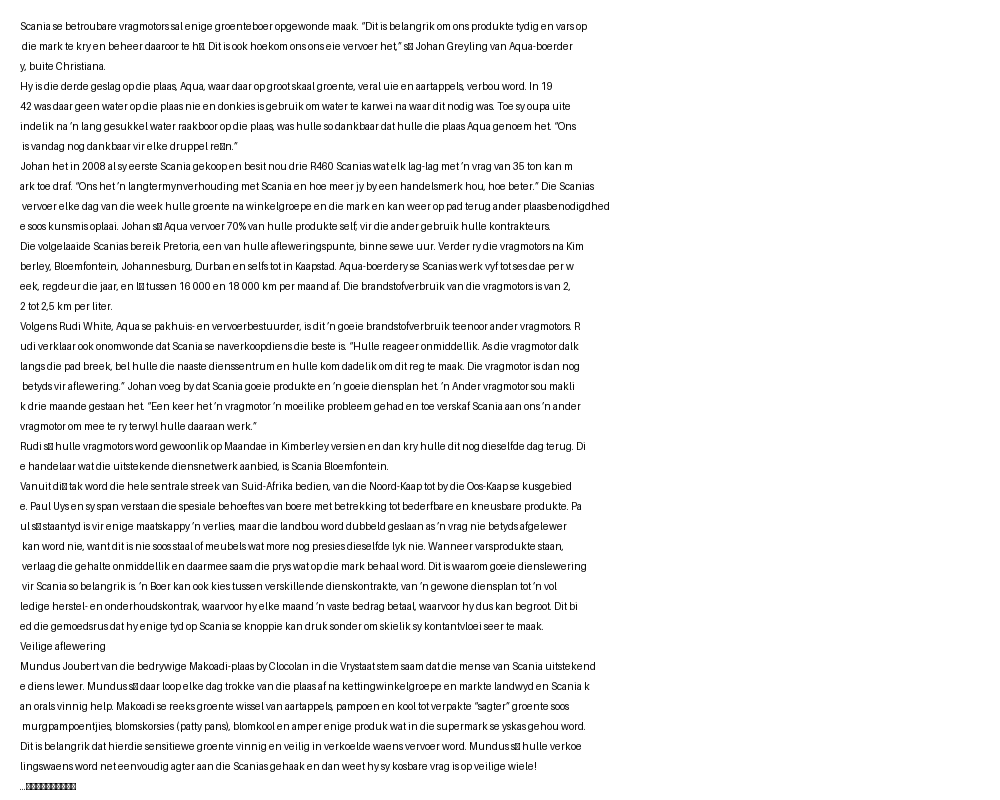 Scania se betroubare vragmotors sal enige groenteboer opgewonde maak. “Dit is belangrik om ons produkte tydig en vars op
die mark te kry en beheer daaroor te h Dit is ook hoekom ons ons eie vervoer het,” s Johan Greyling van Aqua-boerder
y, buite Christiana.
Hy is die derde geslag op die plaas, Aqua, waar daar op groot skaal groente, veral uie en aartappels, verbou word. In 19
42 was daar geen water op die plaas nie en donkies is gebruik om water te karwei na waar dit nodig was. Toe sy oupa uite
indelik na ’n lang gesukkel water raakboor op die plaas, was hulle so dankbaar dat hulle die plaas Aqua genoem het. “Ons
is vandag nog dankbaar vir elke druppel re n.”
Johan het in 2008 al sy eerste Scania gekoop en besit nou drie R460 Scanias wat elk lag-lag met ’n vrag van 35 ton kan m
ark toe draf. “Ons het ’n langtermynverhouding met Scania en hoe meer jy by een handelsmerk hou, hoe beter.” Die Scanias
vervoer elke dag van die week hulle groente na winkelgroepe en die mark en kan weer op pad terug ander plaasbenodigdhed
e soos kunsmis oplaai. Johan s Aqua vervoer 70% van hulle produkte self, vir die ander gebruik hulle kontrakteurs.
Die volgelaaide Scanias bereik Pretoria, een van hulle afleweringspunte, binne sewe uur. Verder ry die vragmotors na Kim
berley, Bloemfontein, Johannesburg, Durban en selfs tot in Kaapstad. Aqua-boerdery se Scanias werk vyf tot ses dae per w
eek, regdeur die jaar, en l tussen 16 000 en 18 000 km per maand af. Die brandstofverbruik van die vragmotors is van 2,
2 tot 2,5 km per liter.
Volgens Rudi White, Aqua se pakhuis- en vervoerbestuurder, is dit ’n goeie brandstofverbruik teenoor ander vragmotors. R
udi verklaar ook onomwonde dat Scania se naverkoopdiens die beste is. “Hulle reageer onmiddellik. As die vragmotor dalk
langs die pad breek, bel hulle die naaste dienssentrum en hulle kom dadelik om dit reg te maak. Die vragmotor is dan nog
betyds vir aflewering.” Johan voeg by dat Scania goeie produkte en ’n goeie diensplan het. ’n Ander vragmotor sou makli
k drie maande gestaan het. “Een keer het ’n vragmotor ’n moeilike probleem gehad en toe verskaf Scania aan ons ’n ander
vragmotor om mee te ry terwyl hulle daaraan werk.”
Rudi s hulle vragmotors word gewoonlik op Maandae in Kimberley versien en dan kry hulle dit nog dieselfde dag terug. Di
e handelaar wat die uitstekende diensnetwerk aanbied, is Scania Bloemfontein.
Vanuit di tak word die hele sentrale streek van Suid-Afrika bedien, van die Noord-Kaap tot by die Oos-Kaap se kusgebied
e. Paul Uys en sy span verstaan die spesiale behoeftes van boere met betrekking tot bederfbare en kneusbare produkte. Pa
ul s staantyd is vir enige maatskappy ’n verlies, maar die landbou word dubbeld geslaan as ’n vrag nie betyds afgelewer
kan word nie, want dit is nie soos staal of meubels wat more nog presies dieselfde lyk nie. Wanneer varsprodukte staan,
verlaag die gehalte onmiddellik en daarmee saam die prys wat op die mark behaal word. Dit is waarom goeie dienslewering
vir Scania so belangrik is. ’n Boer kan ook kies tussen verskillende dienskontrakte, van ’n gewone diensplan tot ’n vol
ledige herstel- en onderhoudskontrak, waarvoor hy elke maand ’n vaste bedrag betaal, waarvoor hy dus kan begroot. Dit bi
ed die gemoedsrus dat hy enige tyd op Scania se knoppie kan druk sonder om skielik sy kontantvloei seer te maak.
Veilige aflewering
Mundus Joubert van die bedrywige Makoadi-plaas by Clocolan in die Vrystaat stem saam dat die mense van Scania uitstekend
e diens lewer. Mundus s daar loop elke dag trokke van die plaas af na kettingwinkelgroepe en markte landwyd en Scania k
an orals vinnig help. Makoadi se reeks groente wissel van aartappels, pampoen en kool tot verpakte “sagter” groente soos
murgpampoentjies, blomskorsies (patty pans), blomkool en amper enige produk wat in die supermark se yskas gehou word.
Dit is belangrik dat hierdie sensitiewe groente vinnig en veilig in verkoelde waens vervoer word. Mundus s hulle verkoe
lingswaens word net eenvoudig agter aan die Scanias gehaak en dan weet hy sy kosbare vrag is op veilige wiele!
...